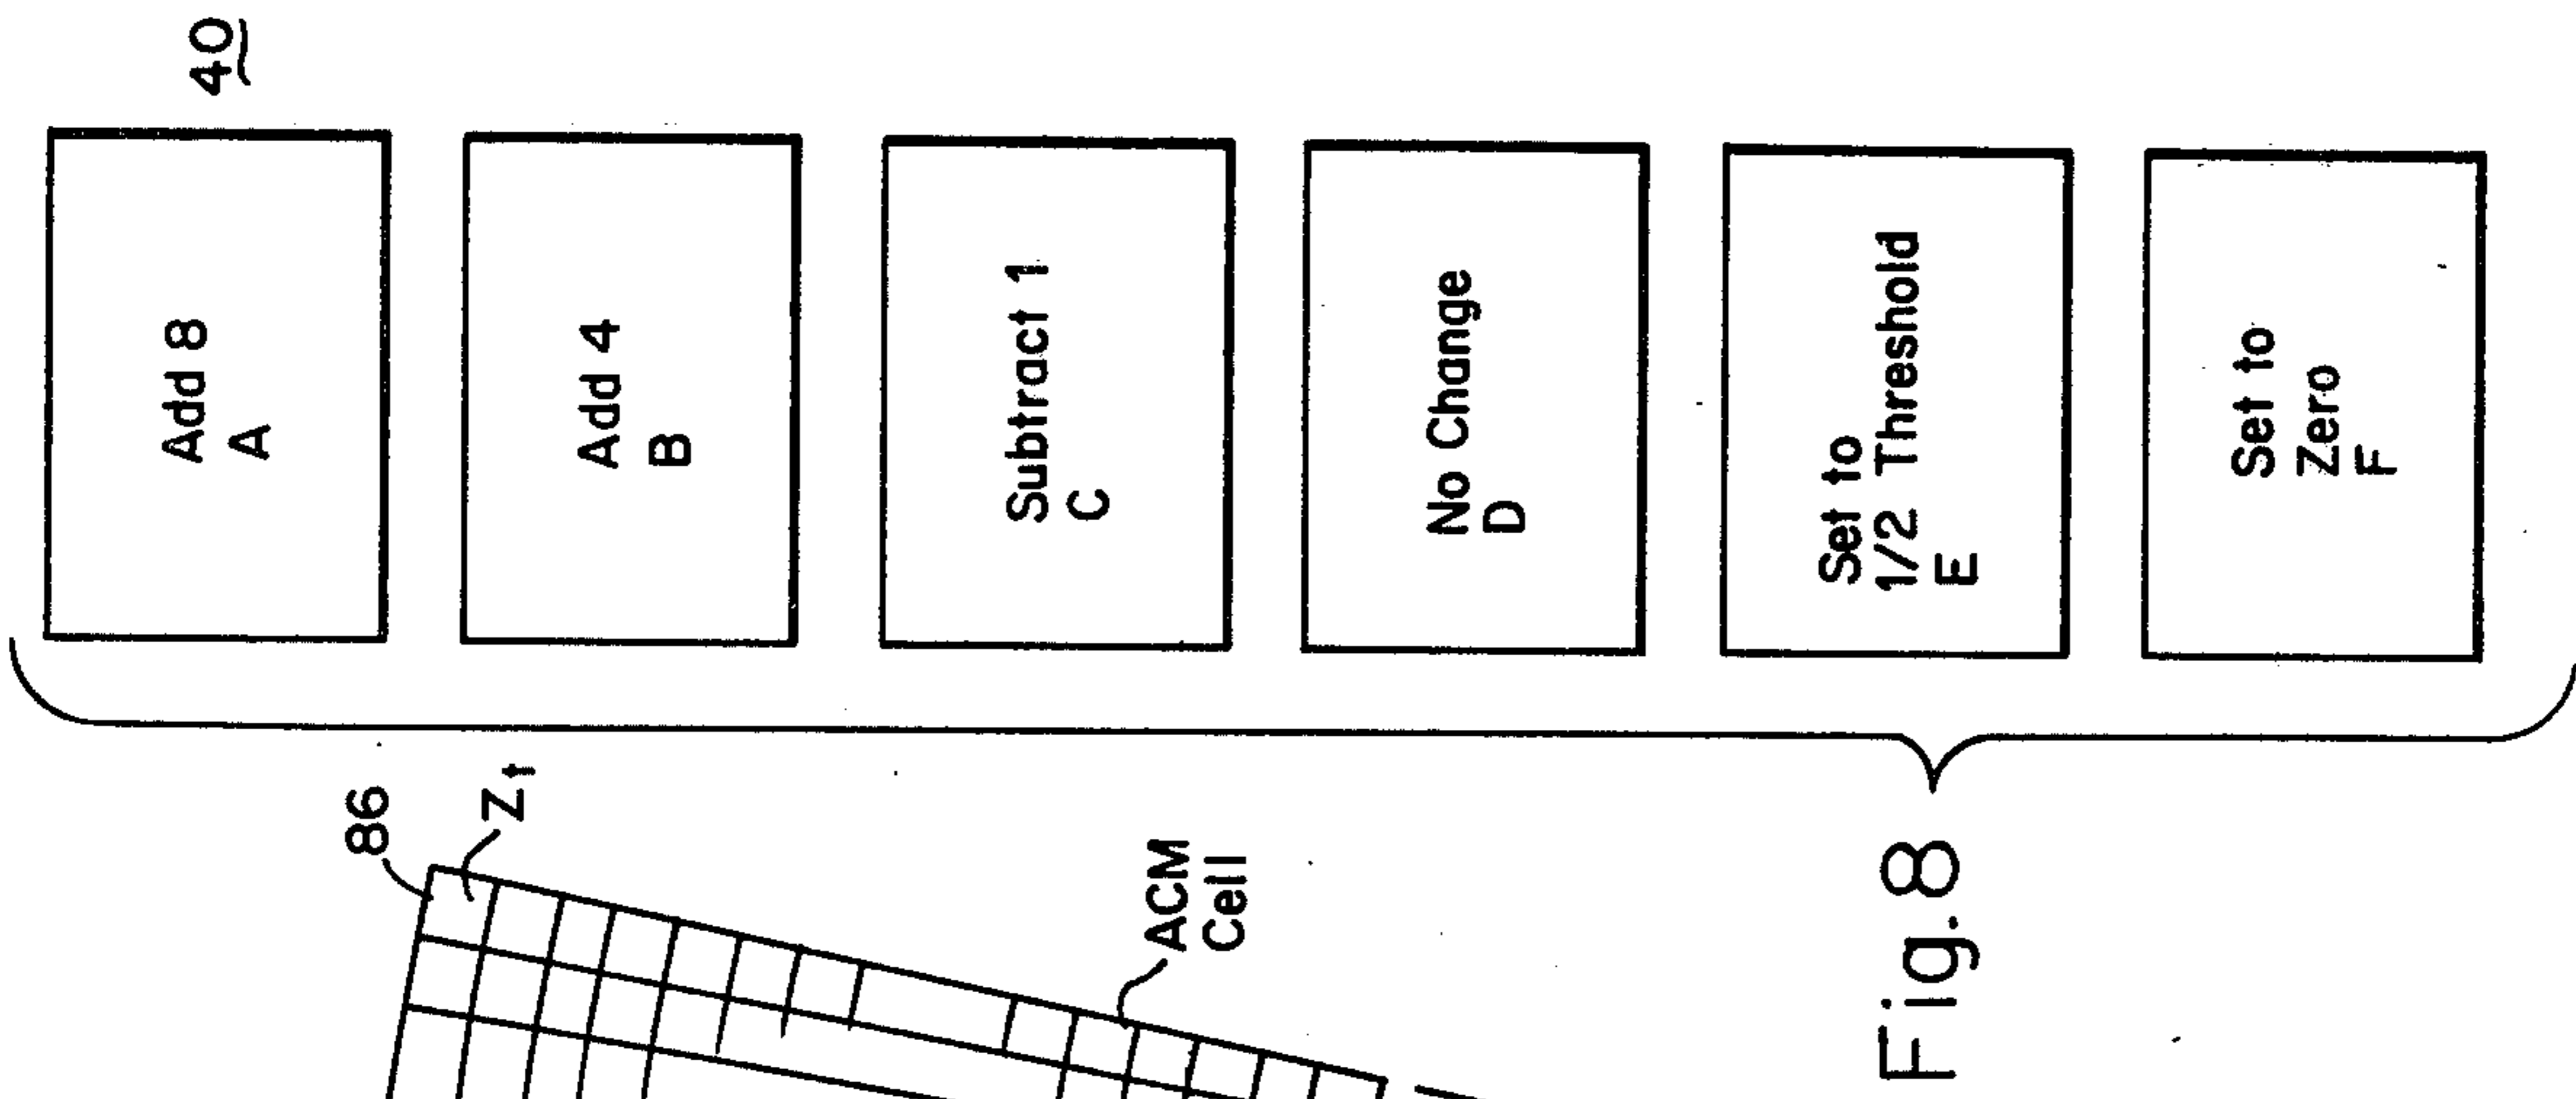 40
Add 8
A
Add 4
B
Subtract 1
C
No Change
D
Set to
1/2 Threshold
E
Set to
Zero
F
86
Zt
ACM
Cell
Fig. 8